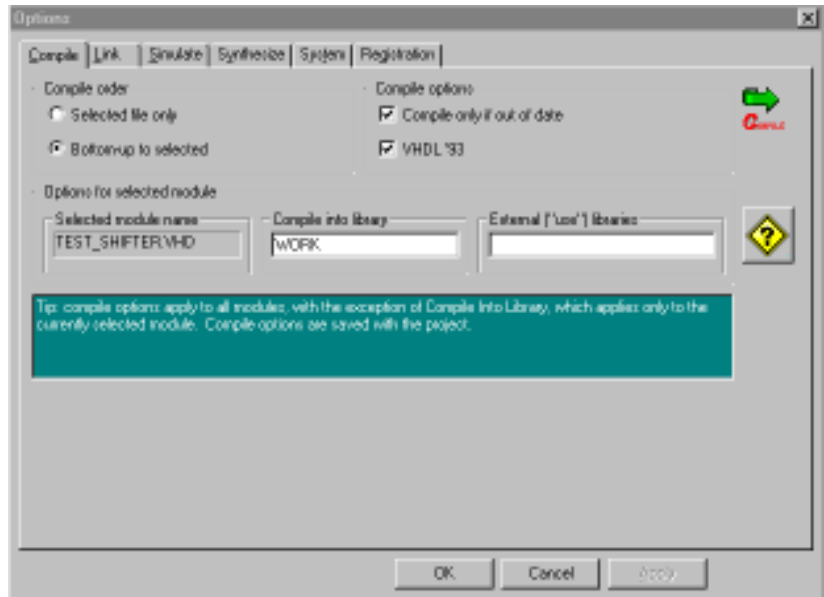 Options
Compile Link Simulate Synthesize System Registration
Compile order
Selected file only
Bottom-up to selected
Compile options
Compile only if out of date
VHDL '93
COMPILE
Options for selected module
Selected module name
TEST_SHIFTER.VHD
Compile into library
WORK
External ("use") libraries
?
Tip: compile options apply to all modules, with the exception of Compile Into Library, which applies only to the
currently selected module. Compile options are saved with the project.
OK Cancel Apply